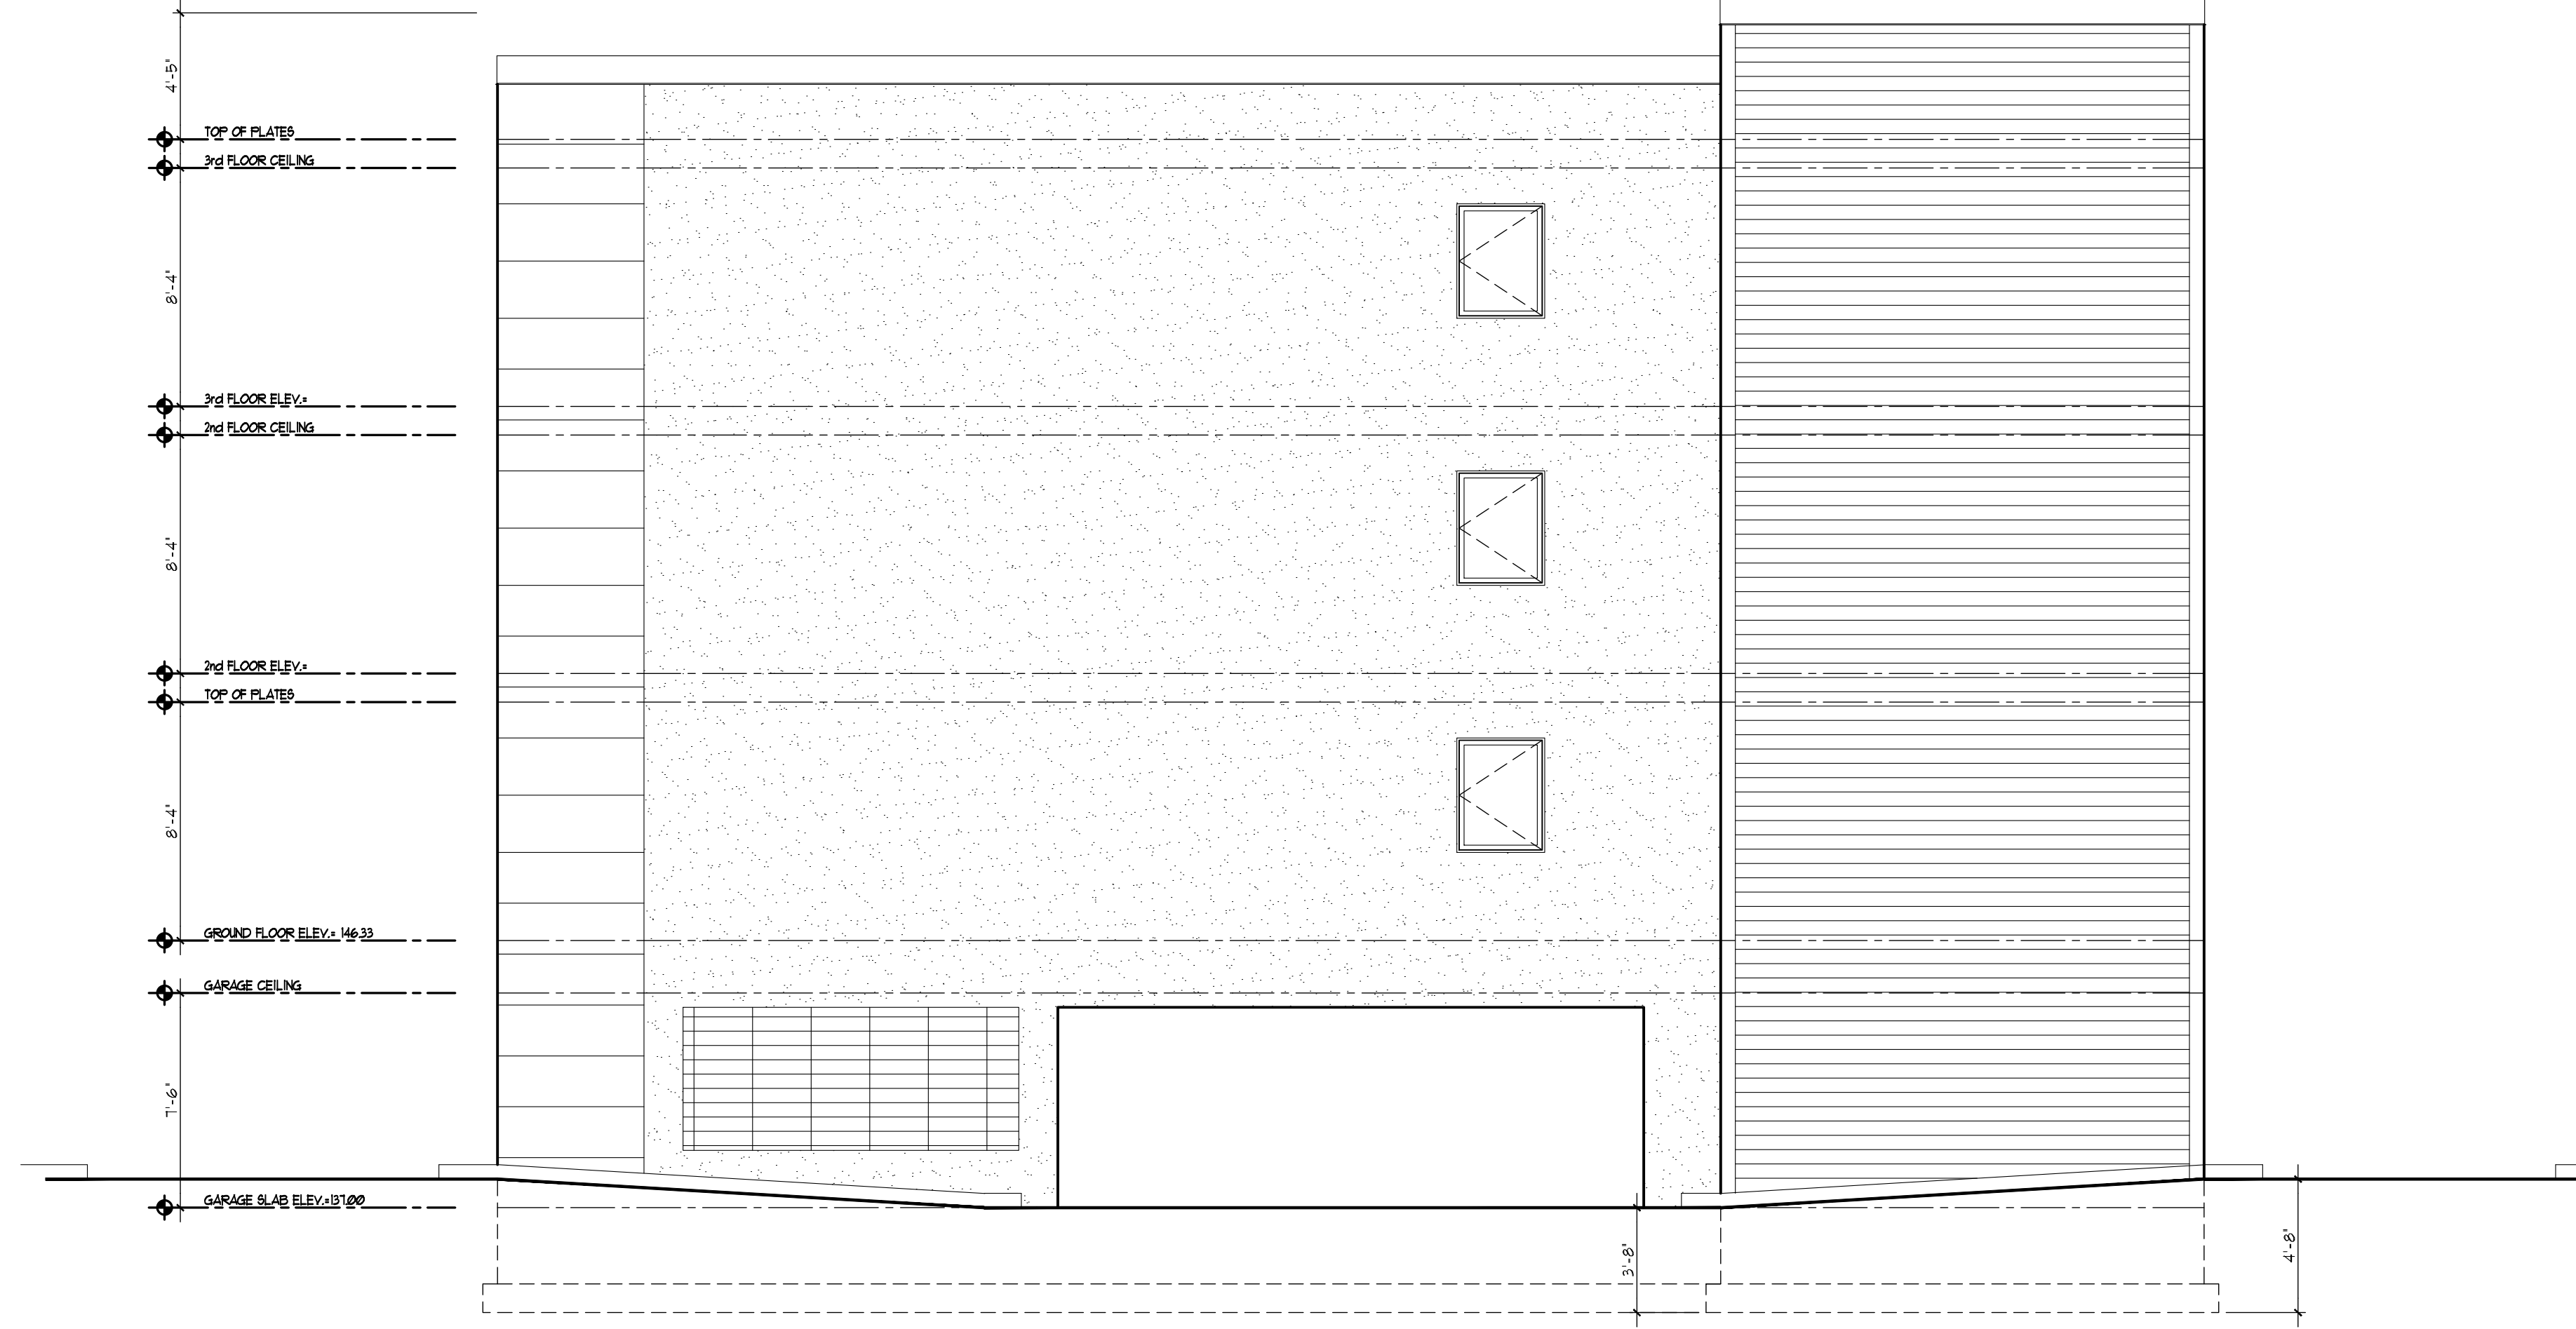 4'-5"
TOP OF PLATES
3rd FLOOR CEILING
8'-4"
3rd FLOOR ELEV.=
2nd FLOOR CEILING
8'-4"
2nd FLOOR ELEV.=
TOP OF PLATES
8'-4"
GROUND FLOOR ELEV.= 146.33
GARAGE CEILING
7'-6"
GARAGE SLAB ELEV.=137.00
3'-8"
4'-8"